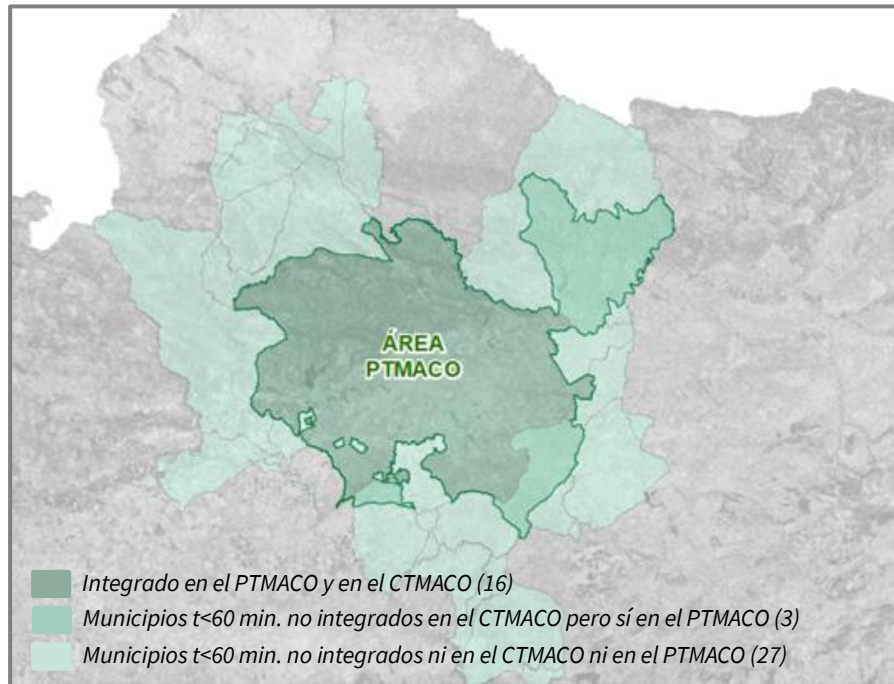 ÁREA
PTMACO
Integrado en el PTMACO y en el CTMACO (16)
Municipios t<60 min. no integrados en el CTMACO pero sí en el PTMACO (3)
Municipios t<60 min. no integrados ni en el CTMACO ni en el PTMACO (27)